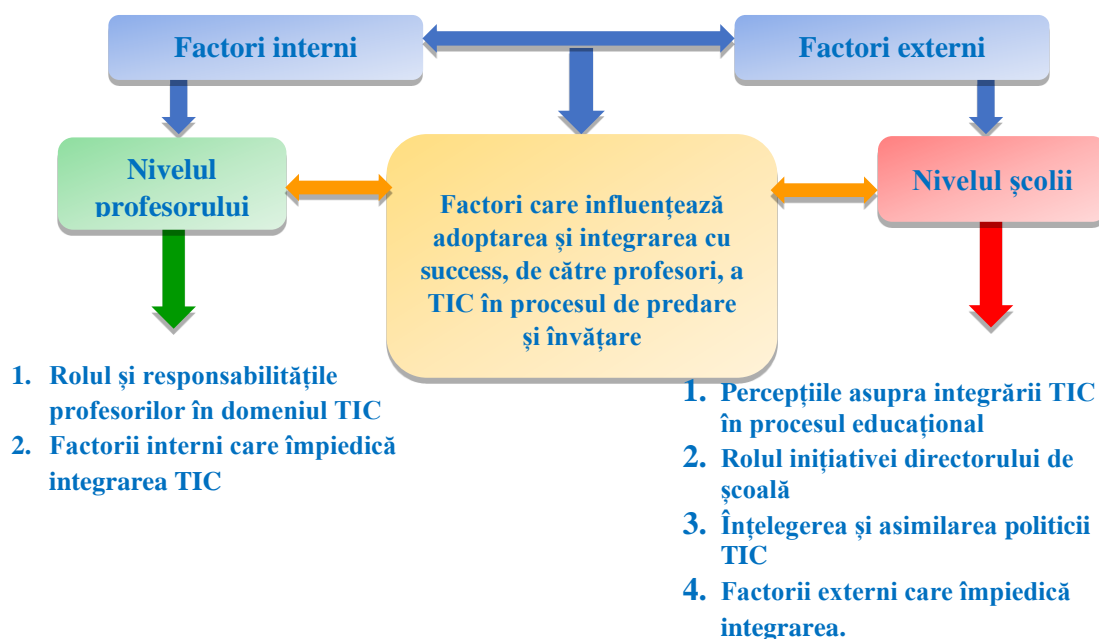 Factori interni
Factori externi
Nivelul
profesorului
Factori care influențează
adoptarea și integrarea cu
success, de către profesori, a
TIC în procesul de predare
și învățare
Nivelul școlii
1. Rolul și responsabilitățile
profesorilor în domeniul TIC
2. Factorii interni care împiedică
integrarea TIC
1. Percepțiile asupra integrării TIC
în procesul educațional
2. Rolul inițiativei directorului de
școală
3. Înțelegerea și asimilarea politicii
TIC
4. Factorii externi care împiedică
integrarea.